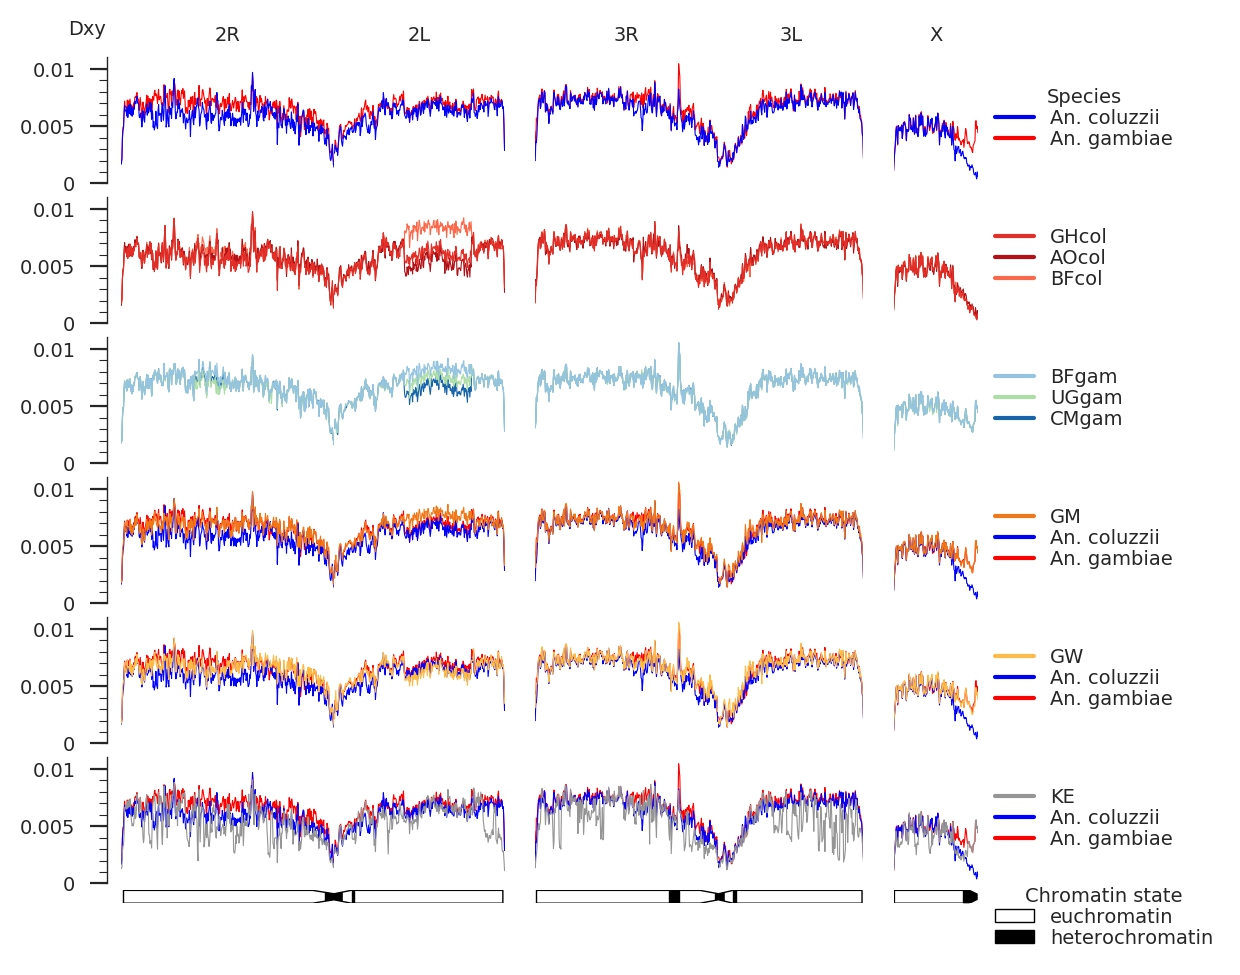 Dxy
2R 2L 3R 3L X
0.01
0.005
0
Species
An. coluzzii
An. gambiae
0.01
0.005
0
GHcol
AOcol
BFcol
0.01
0.005
0
BFgam
UGgam
CMgam
0.01
0.005
0
GM
An. coluzzii
An. gambiae
0.01
0.005
0
GW
An. coluzzii
An. gambiae
0.01
0.005
0
KE
An. coluzzii
An. gambiae
Chromatin state
euchromatin
heterochromatin